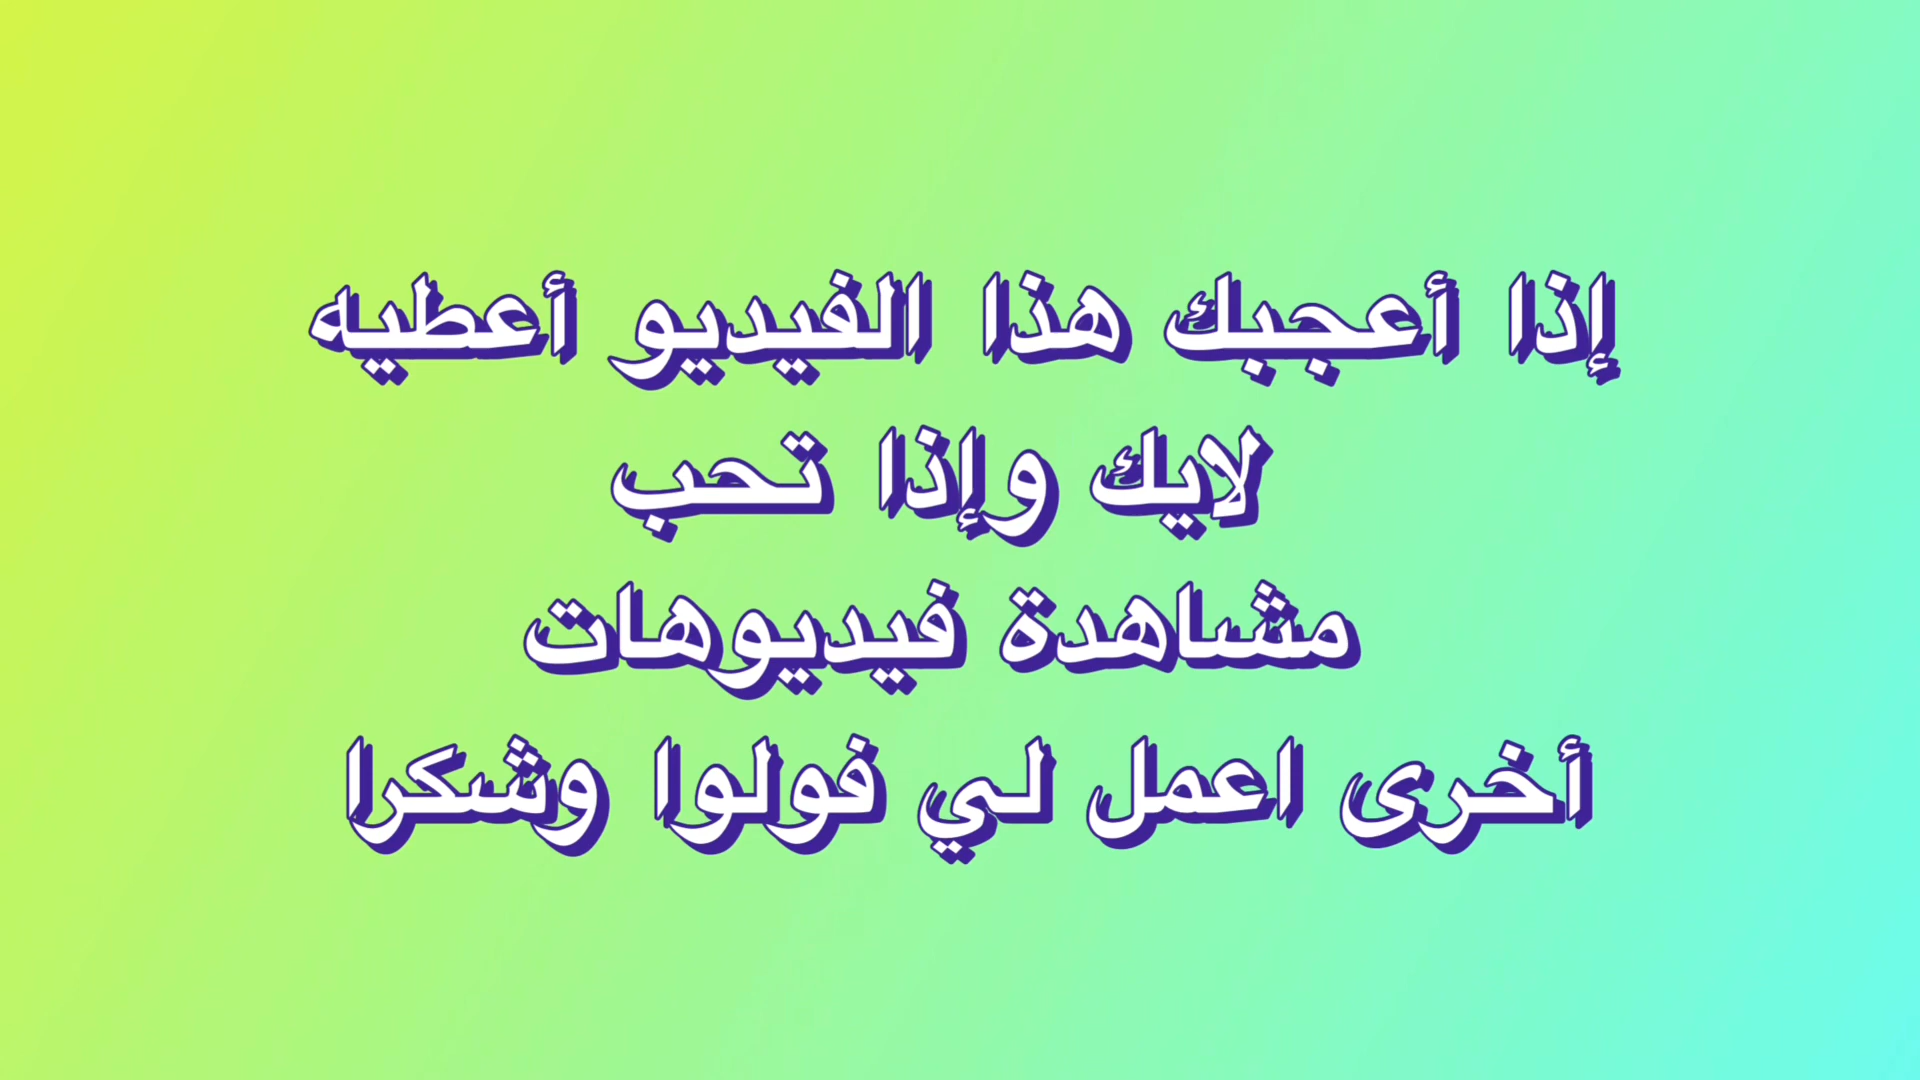 إذا أعجبك هذا الفيديو أعطيه
لايك وإذا تحب
مشاهدة فيديوهات
أخرى اعمل لي فولوا وشكرا